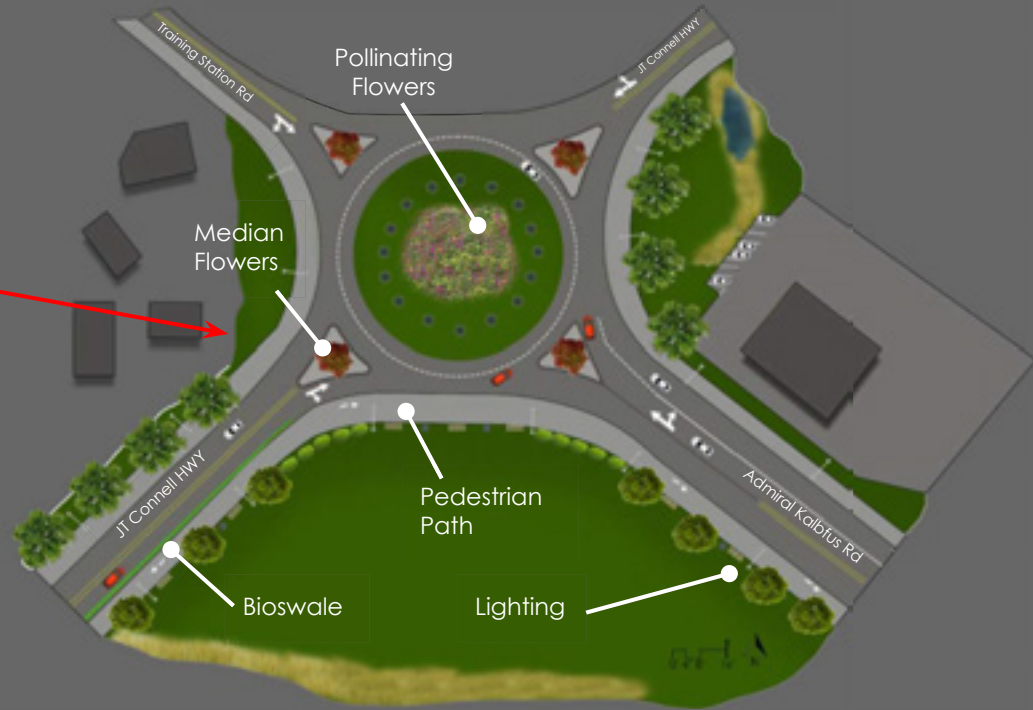 Training Station Rd
JT Connell HWY
Pollinating
Flowers
Median
Flowers
Pedestrian
Path
JT Connell HWY
Admiral Kalbfus Rd
Bioswale
Lighting